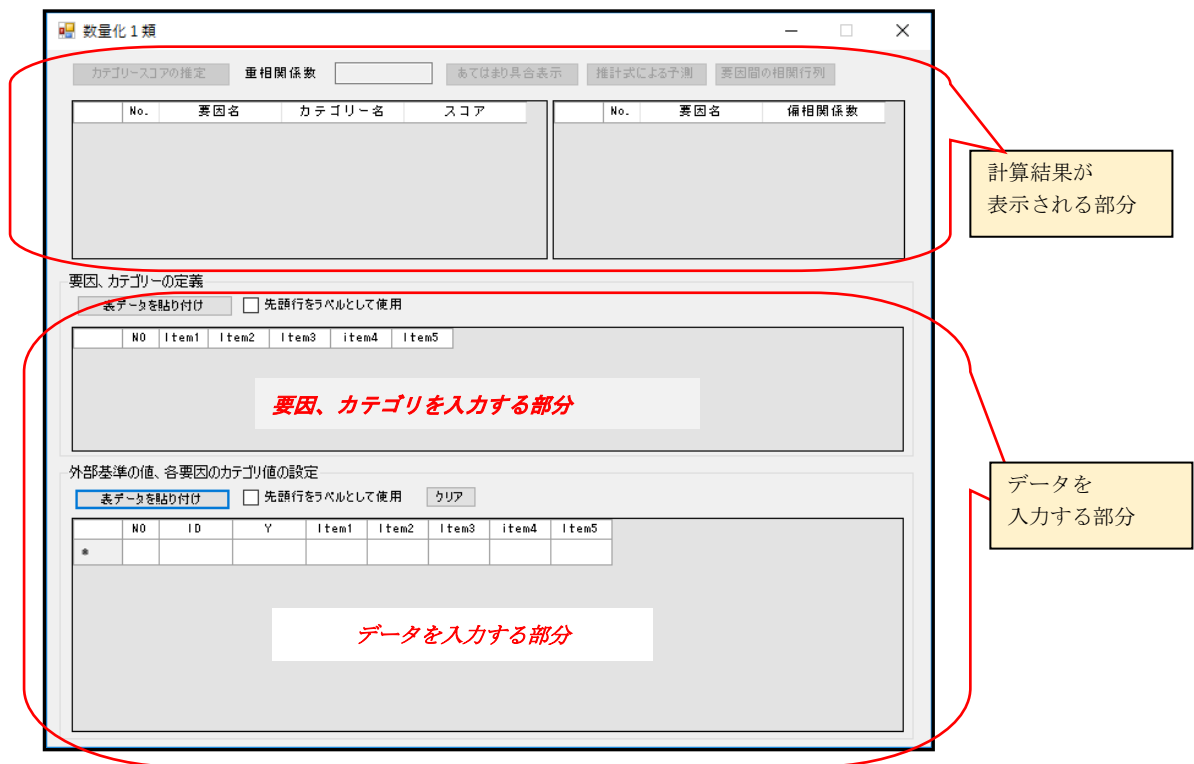 数量化１類
カテゴリースコアの推定 重相関係数 あてはまり具合表示 推計式による予測 要因間の相関行列
No. 要因名 カテゴリー名 スコア No. 要因名 偏相関係数
計算結果が
表示される部分
要因、カテゴリーの定義
表データを貼り付け 先頭行をラベルとして使用
NO Item1 Item2 Item3 item4 Item5
要因、カテゴリを入力する部分
外部基準の値、各要因のカテゴリ値の設定
表データを貼り付け 先頭行をラベルとして使用 クリア
データを
入力する部分
NO ID Y Item1 Item2 Item3 item4 Item5
*
データを入力する部分